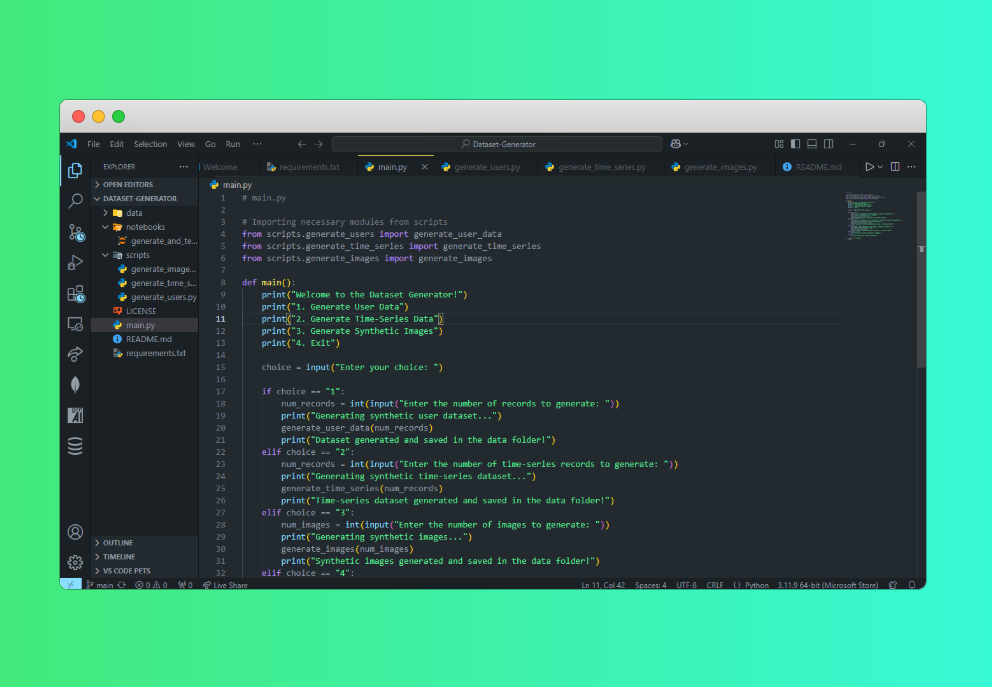 File Edit Selection View Go Run ··· Dataset-Generator
EXPLORER ··· Welcome requirements.txt main.py generate_users.py generate_time_series.py generate_images.py README.md
OPEN EDITORS
DATASET-GENERATOR
data
notebooks
generate_and_te...
scripts
generate_image...
generate_time_s...
generate_users.py
LICENSE
main.py
README.md
requirements.txt
OUTLINE
TIMELINE
VS CODE PETS
main.py
1 # main.py
2
3 # Importing necessary modules from scripts
4 from scripts.generate_users import generate_user_data
5 from scripts.generate_time_series import generate_time_series
6 from scripts.generate_images import generate_images
7
8 def main():
9 print("Welcome to the Dataset Generator!")
10 print("1. Generate User Data")
11 print("2. Generate Time-Series Data")
12 print("3. Generate Synthetic Images")
13 print("4. Exit")
14
15 choice = input("Enter your choice: ")
16
17 if choice == "1":
18 num_records = int(input("Enter the number of records to generate: "))
19 print("Generating synthetic user dataset...")
20 generate_user_data(num_records)
21 print("Dataset generated and saved in the data folder!")
22 elif choice == "2":
23 num_records = int(input("Enter the number of time-series records to generate: "))
24 print("Generating synthetic time-series dataset...")
25 generate_time_series(num_records)
26 print("Time-series dataset generated and saved in the data folder!")
27 elif choice == "3":
28 num_images = int(input("Enter the number of images to generate: "))
29 print("Generating synthetic images...")
30 generate_images(num_images)
31 print("Synthetic images generated and saved in the data folder!")
32 elif choice == "4":
main 0 0 0 Live Share Ln 11, Col 42 Spaces: 4 UTF-8 CRLF Python 3.11.9 64-bit (Microsoft Store)